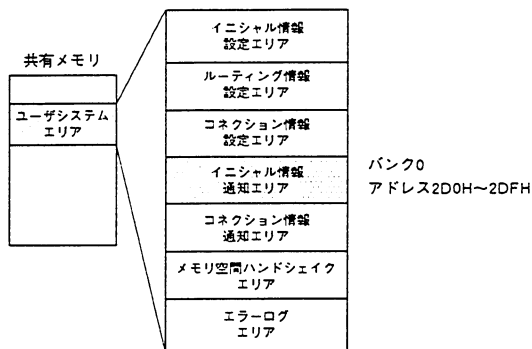 共有メモリ
ユーザシステム
エリア
イニシャル情報
設定エリア
ルーティング情報
設定エリア
コネクション情報
設定エリア
イニシャル情報
通知エリア
コネクション情報
通知エリア
メモリ空間ハンドシェイク
エリア
エラーログ
エリア
バンク0
アドレス2D0H～2DFH